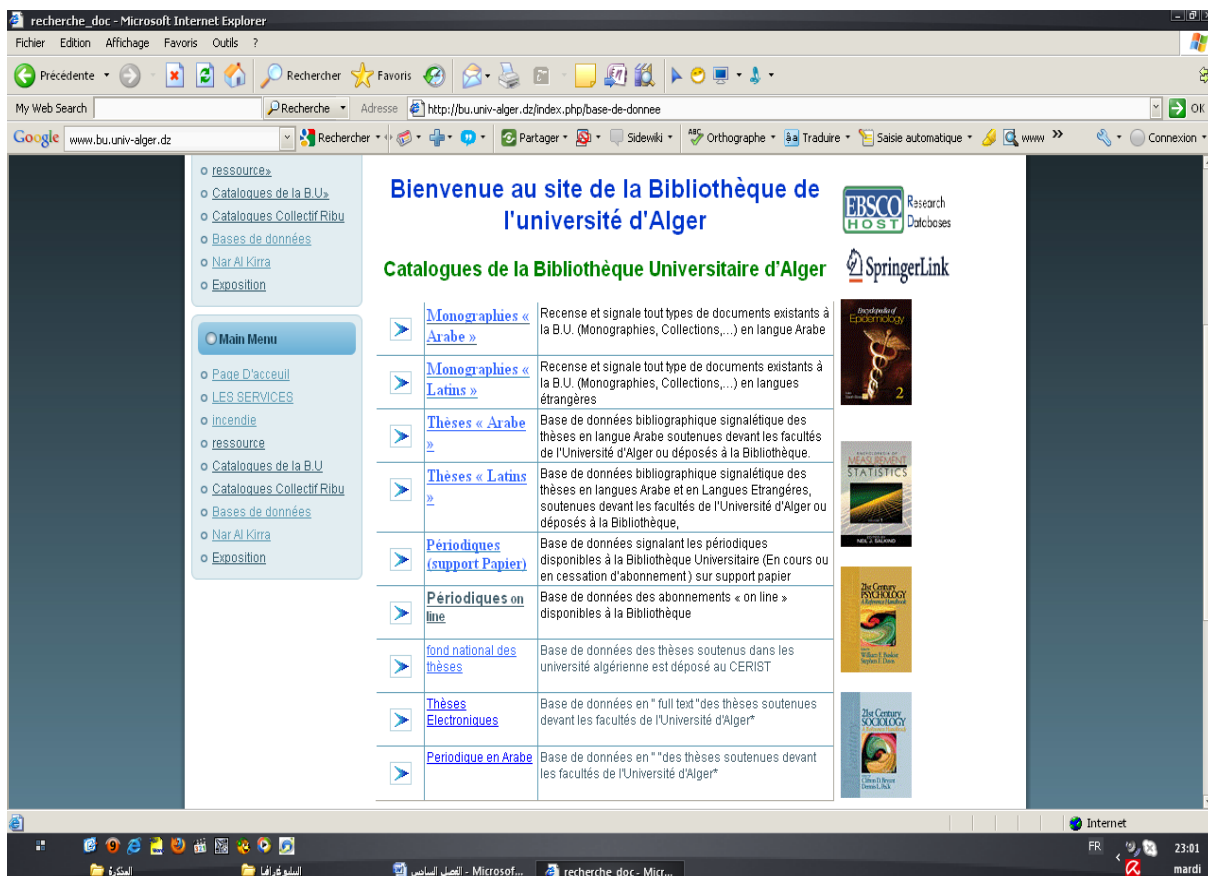 recherche_doc - Microsoft Internet Explorer
Fichier Edition Affichage Favoris Outils ?
Précédente Rechercher Favoris
My Web Search Recherche Adresse http://bu.univ-alger.dz/index.php/base-de-donnee OK
Google www.bu.univ-alger.dz Rechercher Partager Sidewiki Orthographe Traduire Saisie automatique www » Connexion
ressource»
Catalogues de la B.U»
Catalogues Collectif Ribu
Bases de données
Nar Al Kirra
Exposition
Main Menu
Page D'acceuil
LES SERVICES
incendie
ressource
Catalogues de la B.U
Catalogues Collectif Ribu
Bases de données
Nar Al Kirra
Exposition
Bienvenue au site de la Bibliothèque de
l'université d'Alger
Catalogues de la Bibliothèque Universitaire d'Alger
Monographies «
Arabe »
Recense et signale tout types de documents existants à
la B.U. (Monographies, Collections,...) en langue Arabe
Monographies «
Latins »
Recense et signale tout type de documents existants à
la B.U. (Monographies, Collections,...) en langues
étrangères
Thèses « Arabe
»
Base de données bibliographique signalétique des
thèses en langue Arabe soutenues devant les facultés
de l'Université d'Alger ou déposés à la Bibliothèque.
Thèses « Latins
»
Base de données bibliographique signalétique des
thèses en langues Arabe et en Langues Etrangéres,
soutenues devant les facultés de l'Université d'Alger ou
déposés à la Bibliothèque,
Périodiques
(support Papier)
Base de données signalant les périodiques
disponibles à la Bibliothèque Universitaire (En cours ou
en cessation d'abonnement ) sur support papier
Périodiques on
line
Base de données des abonnements « on line »
disponibles à la Bibliothèque
fond national des
thèses
Base de données des thèses soutenus dans les
université algérienne est déposé au CERIST
Thèses
Electroniques
Base de données en " full text "des thèses soutenues
devant les facultés de l'Université d'Alger*
Periodique en Arabe
Base de données en " "des thèses soutenues devant
les facultés de l'Université d'Alger*
EBSCO Research
HOST Databases
SpringerLink
Encyclopedia of
Epidemiology
2
ENCYCLOPEDIA OF
MEASUREMENT
STATISTICS
NEIL J. SALKIND
21st Century
PSYCHOLOGY
A Reference Handbook
21st Century
SOCIOLOGY
A Reference Handbook
Internet
FR 23:01
المذكرة
البيبليوغرافيا
الفصل السادس - Microsof...
recherche_doc - Micr...
mardi